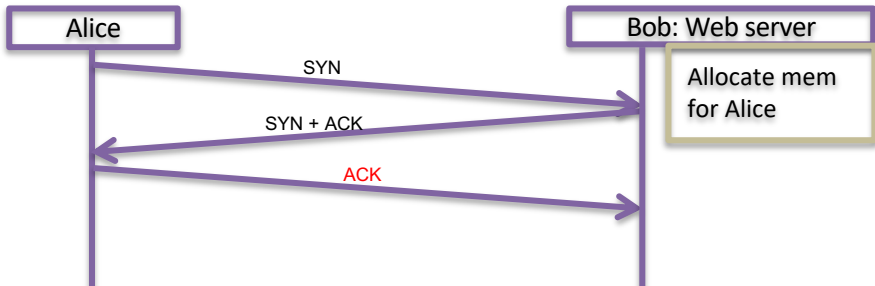 Alice
Bob: Web server
Allocate mem
for Alice
SYN
SYN + ACK
ACK